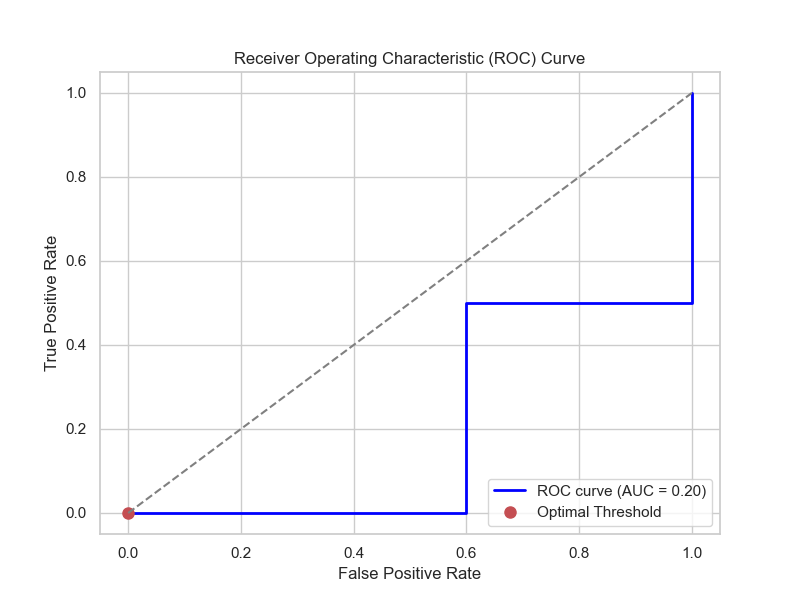 Receiver Operating Characteristic (ROC) Curve
True Positive Rate
1.0
0.8
0.6
0.4
0.2
0.0
ROC curve (AUC = 0.20)
Optimal Threshold
0.0 0.2 0.4 0.6 0.8 1.0
False Positive Rate